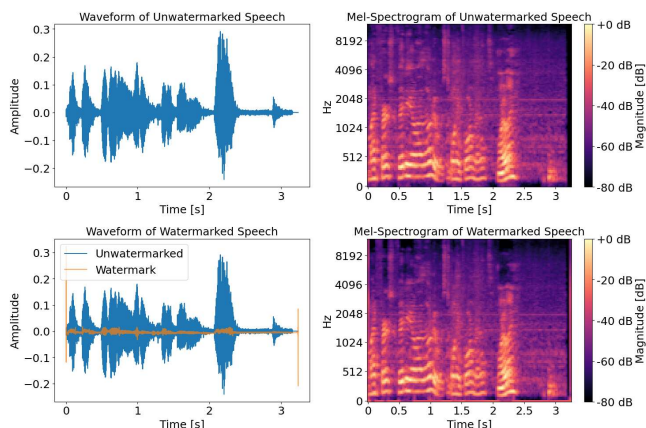 Waveform of Unwatermarked Speech
0.3
0.2
0.1
0.0
−0.1
−0.2
Amplitude
0 1 2 3
Time [s]
Mel-Spectrogram of Unwatermarked Speech
8192
4096
2048
1024
512
0
Hz
0 0.5 1 1.5 2 2.5 3
Time [s]
+0 dB
-20 dB
-40 dB
-60 dB
-80 dB
Magnitude [dB]
Waveform of Watermarked Speech
Unwatermarked
Watermark
0.3
0.2
0.1
0.0
−0.1
−0.2
Amplitude
0 1 2 3
Time [s]
Mel-Spectrogram of Watermarked Speech
8192
4096
2048
1024
512
0
Hz
0 0.5 1 1.5 2 2.5 3
Time [s]
+0 dB
-20 dB
-40 dB
-60 dB
-80 dB
Magnitude [dB]